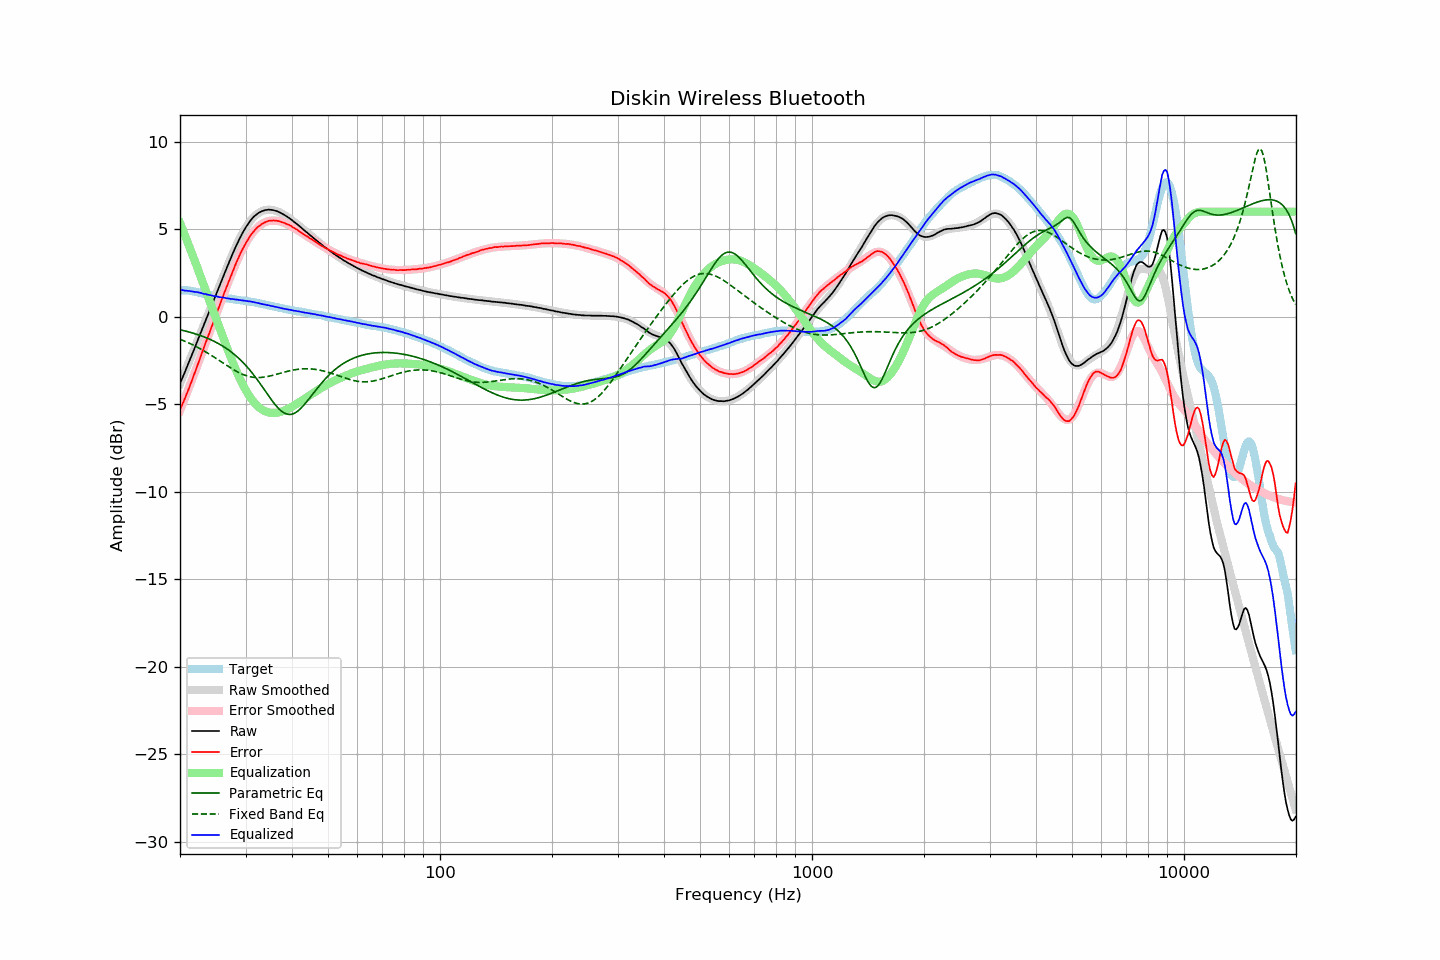 Diskin Wireless Bluetooth
10
5
0
−5
−10
−15
−20
−25
−30
Amplitude (dBr)
Target
Raw Smoothed
Error Smoothed
Raw
Error
Equalization
Parametric Eq
Fixed Band Eq
Equalized
100
1000
10000
Frequency (Hz)